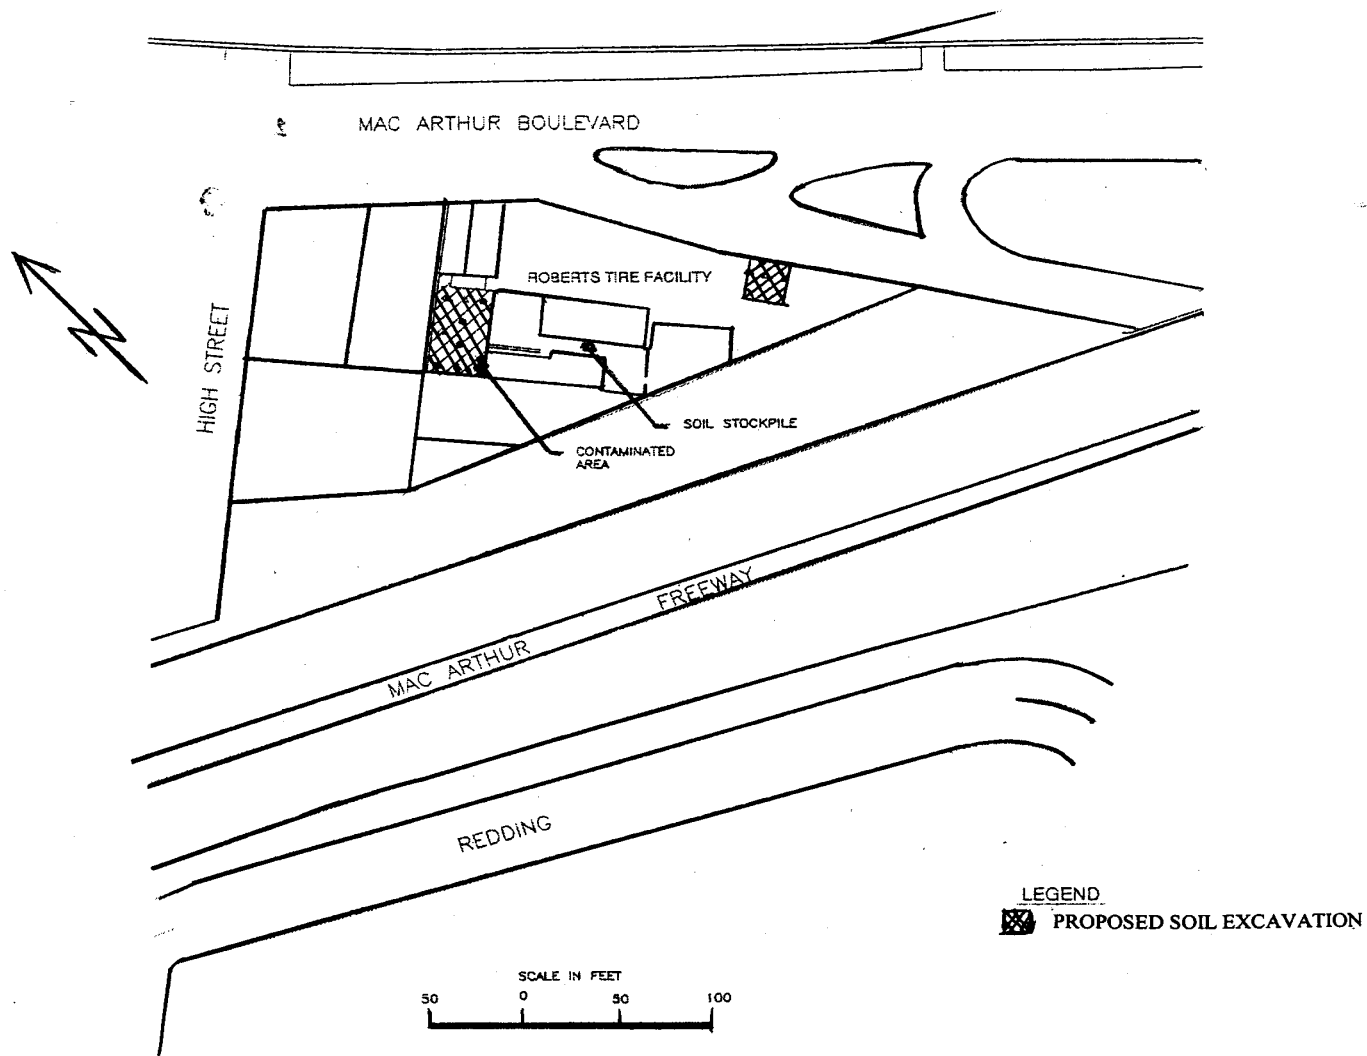 MAC ARTHUR BOULEVARD
ROBERTS TIRE FACILITY
HIGH STREET
SOIL STOCKPILE
CONTAMINATED
AREA
FREEWAY
MAC ARTHUR
REDDING
LEGEND
PROPOSED SOIL EXCAVATION
SCALE IN FEET
50 0 50 100